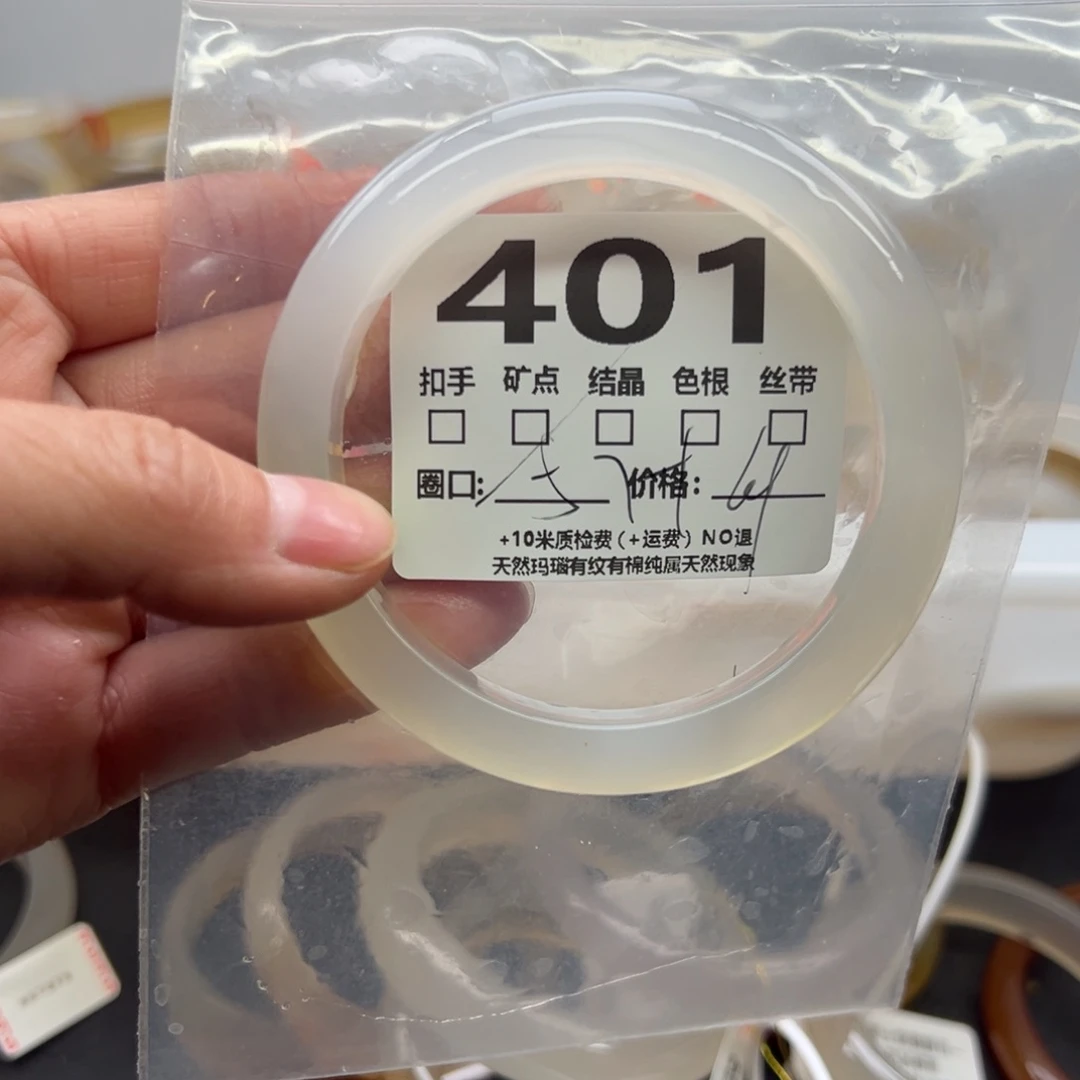 401
扣手 矿点 结晶 色根 丝带
圈口: 价格:
+10米质检费(+运费) NO退
天然玛瑙有纹有棉纯属天然现象